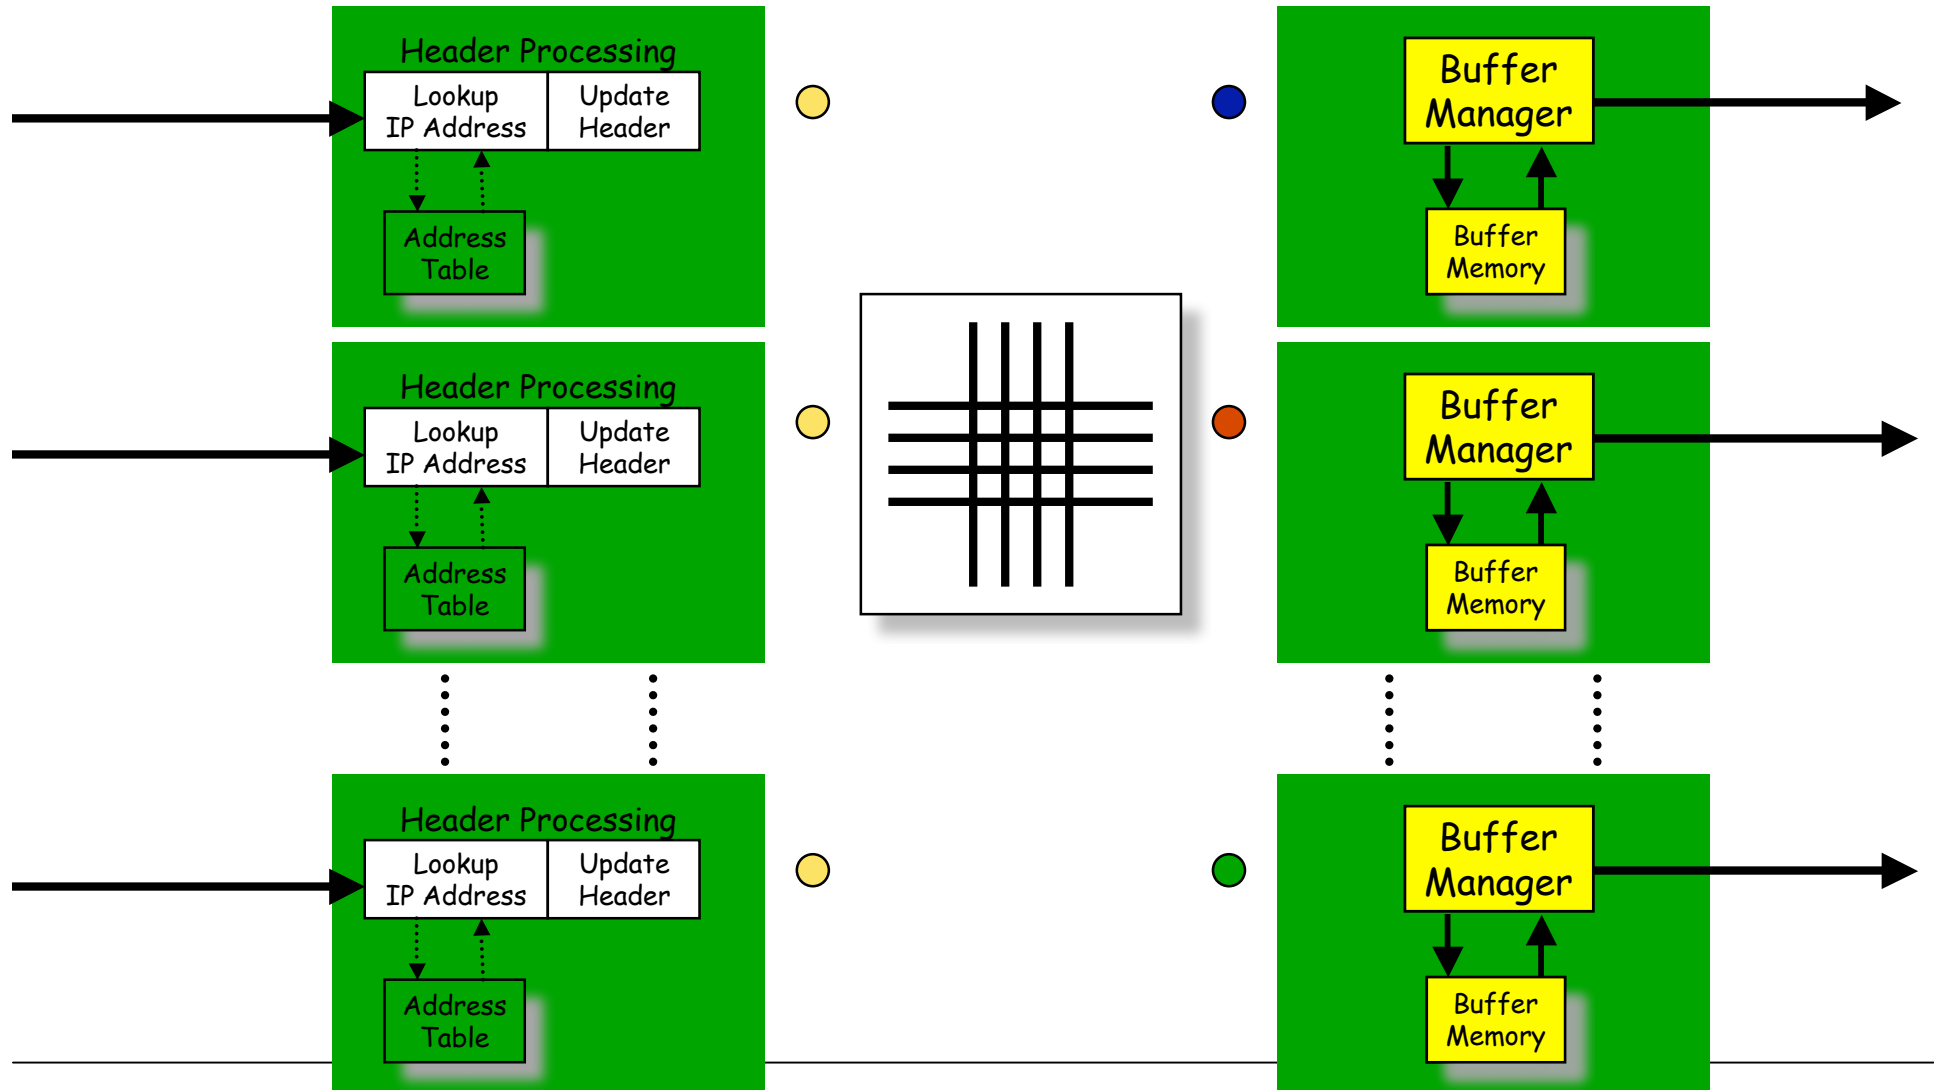 Header Processing
Lookup
IP Address
Update
Header
Address
Table
Buffer
Manager
Buffer
Memory
Header Processing
Lookup
IP Address
Update
Header
Address
Table
Buffer
Manager
Buffer
Memory
Header Processing
Lookup
IP Address
Update
Header
Address
Table
Buffer
Manager
Buffer
Memory